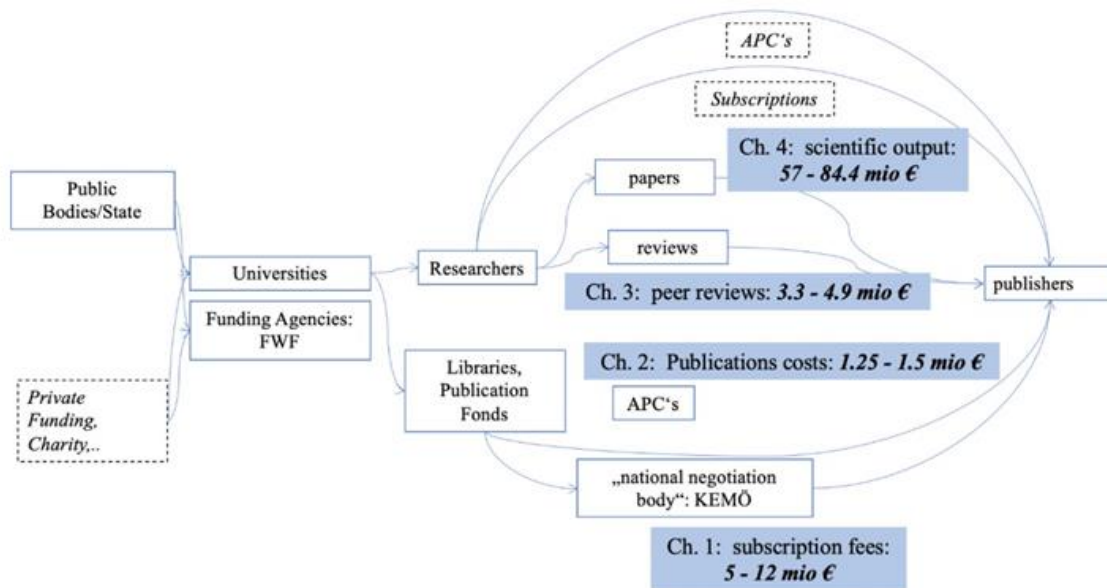 APC‘s
Subscriptions
Ch. 4: scientific output:
57 - 84.4 mio €
Public
Bodies/State
papers
reviews
Universities
Researchers
publishers
Ch. 3: peer reviews: 3.3 - 4.9 mio €
Funding Agencies:
FWF
Libraries,
Publication
Fonds
Ch. 2: Publications costs: 1.25 - 1.5 mio €
Private
Funding,
Charity,..
APC‘s
„national negotiation
body“: KEMÖ
Ch. 1: subscription fees:
5 - 12 mio €